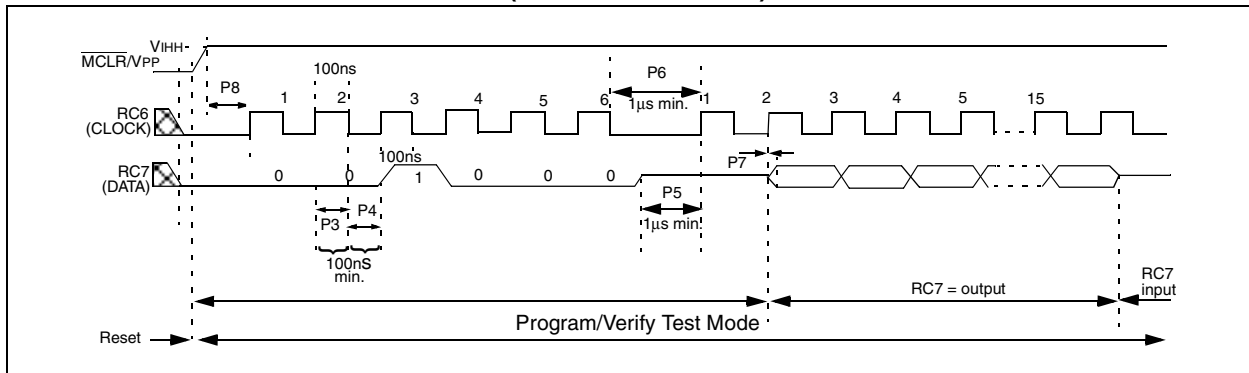 VIHH
MCLR/VPP
100ns
P8
P6
1µs min.
RC6
(CLOCK)
1 2 3 4 5 6 1 2 3 4 5 15
100ns
P7
RC7
(DATA)
0 0 1 0 0 0
P5
1µs min.
P3 P4
100nS
min.
RC7 = output
RC7
input
Program/Verify Test Mode
Reset